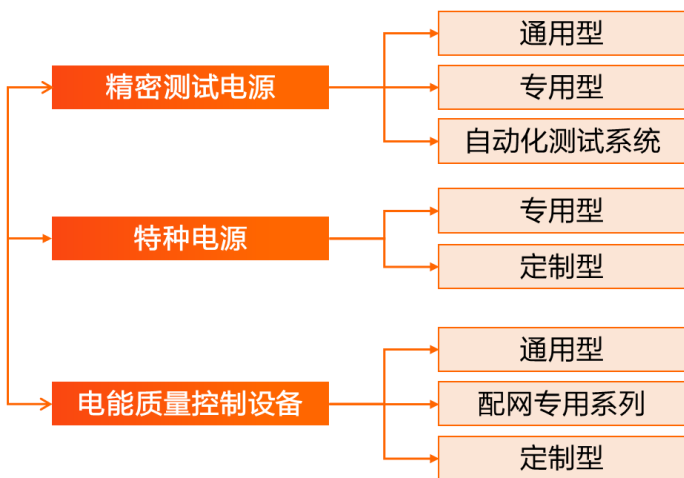 精密测试电源
通用型
专用型
自动化测试系统
特种电源
专用型
定制型
电能质量控制设备
通用型
配网专用系列
定制型